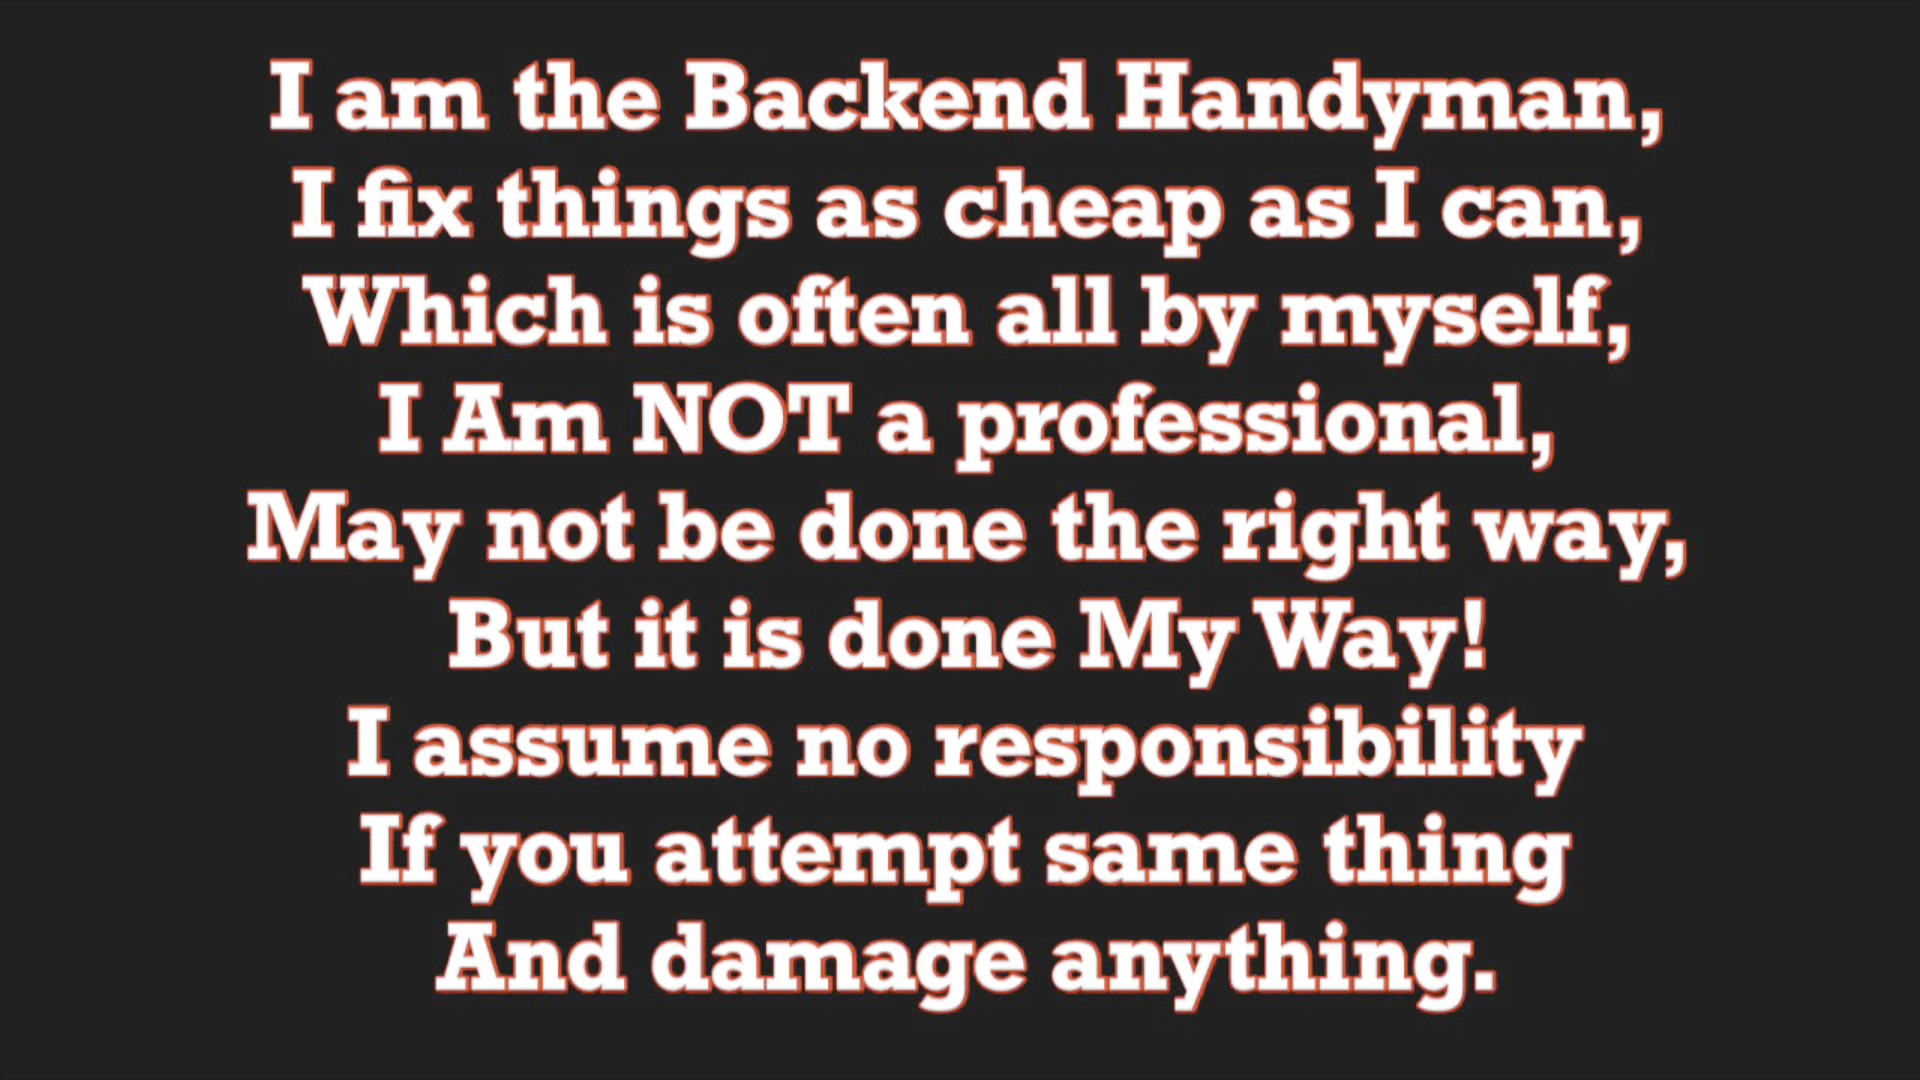 I am the Backend Handyman,
I fix things as cheap as I can,
Which is often all by myself,
I Am NOT a professional,
May not be done the right way,
But it is done My Way!
I assume no responsibility
If you attempt same thing
And damage anything.